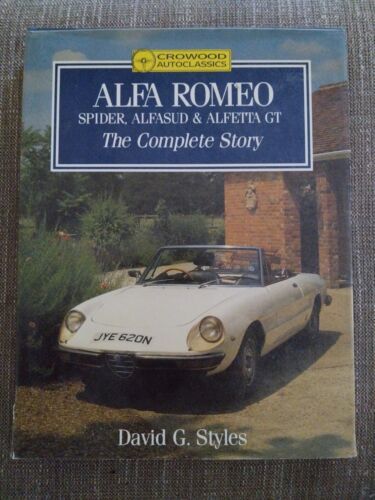 CROWOOD
AUTOCLASSICS
ALFA ROMEO
SPIDER, ALFASUD & ALFETTA GT
The Complete Story
JYE 620N
David G. Styles